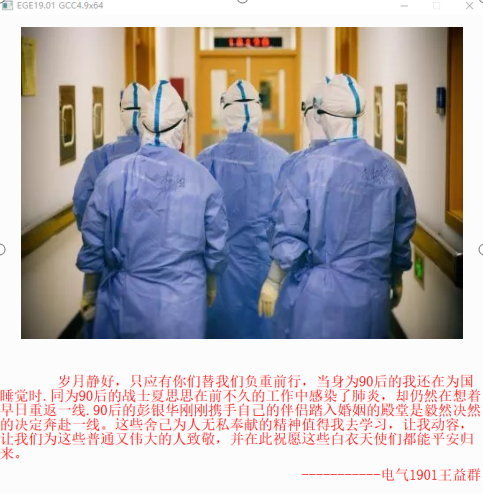 EGE19.01 GCC4.9x64
岁月静好，只应有你们替我们负重前行，当身为90后的我还在为国
睡觉时.同为90后的战士夏思思在前不久的工作中感染了肺炎，却仍然在想着
早日重返一线.90后的彭银华刚刚携手自己的伴侣踏入婚姻的殿堂是毅然决然
的决定奔赴一线。这些舍己为人无私奉献的精神值得我去学习，让我动容，
让我们为这些普通又伟大的人致敬，并在此祝愿这些白衣天使们都能平安归
来。
-----------电气1901王益群